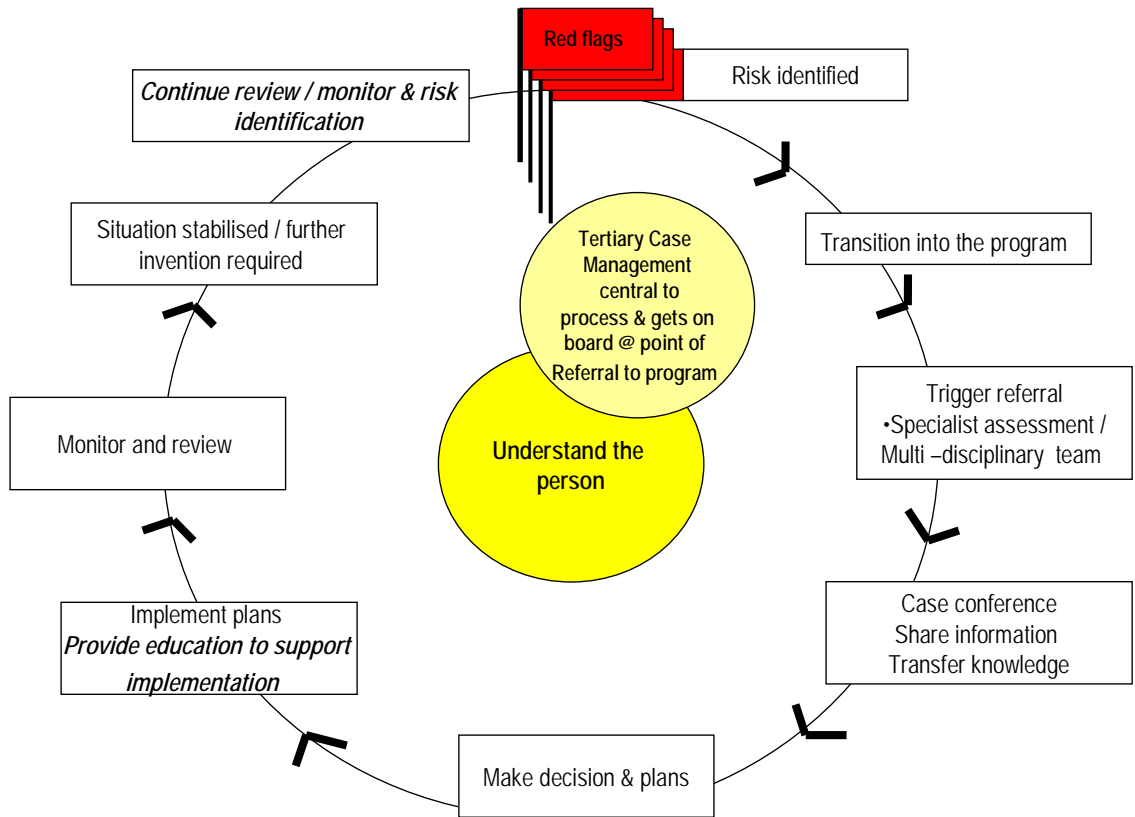 Red flags
Risk identified
Transition into the program
Trigger referral
•Specialist assessment /
Multi –disciplinary team
Case conference
Share information
Transfer knowledge
Make decision & plans
Implement plans
Provide education to support
implementation
Monitor and review
Situation stabilised / further
invention required
Continue review / monitor & risk
identification
Tertiary Case
Management
central to
process & gets on
board @ point of
Referral to program
Understand the
person